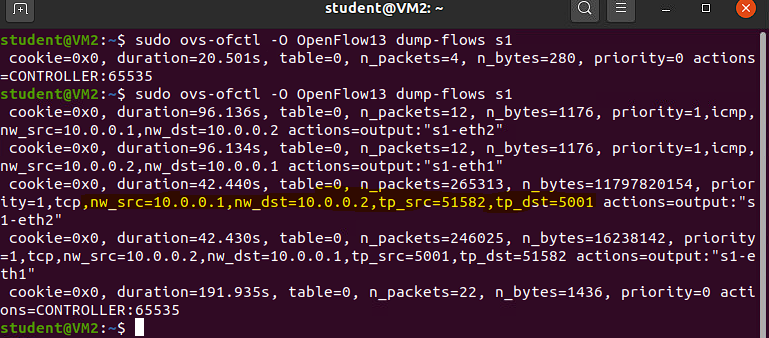 student@VM2: ~
student@VM2:~$ sudo ovs-ofctl -O OpenFlow13 dump-flows s1
 cookie=0x0, duration=20.501s, table=0, n_packets=4, n_bytes=280, priority=0 actions
=CONTROLLER:65535
student@VM2:~$ sudo ovs-ofctl -O OpenFlow13 dump-flows s1
 cookie=0x0, duration=96.136s, table=0, n_packets=12, n_bytes=1176, priority=1,icmp,
nw_src=10.0.0.1,nw_dst=10.0.0.2 actions=output:"s1-eth2"
 cookie=0x0, duration=96.134s, table=0, n_packets=12, n_bytes=1176, priority=1,icmp,
nw_src=10.0.0.2,nw_dst=10.0.0.1 actions=output:"s1-eth1"
 cookie=0x0, duration=42.440s, table=0, n_packets=265313, n_bytes=11797820154, prior
ity=1,tcp,nw_src=10.0.0.1,nw_dst=10.0.0.2,tp_src=51582,tp_dst=5001 actions=output:"s
1-eth2"
 cookie=0x0, duration=42.430s, table=0, n_packets=246025, n_bytes=16238142, priority
=1,tcp,nw_src=10.0.0.2,nw_dst=10.0.0.1,tp_src=5001,tp_dst=51582 actions=output:"s1-e
th1"
 cookie=0x0, duration=191.935s, table=0, n_packets=22, n_bytes=1436, priority=0 acti
ons=CONTROLLER:65535
student@VM2:~$